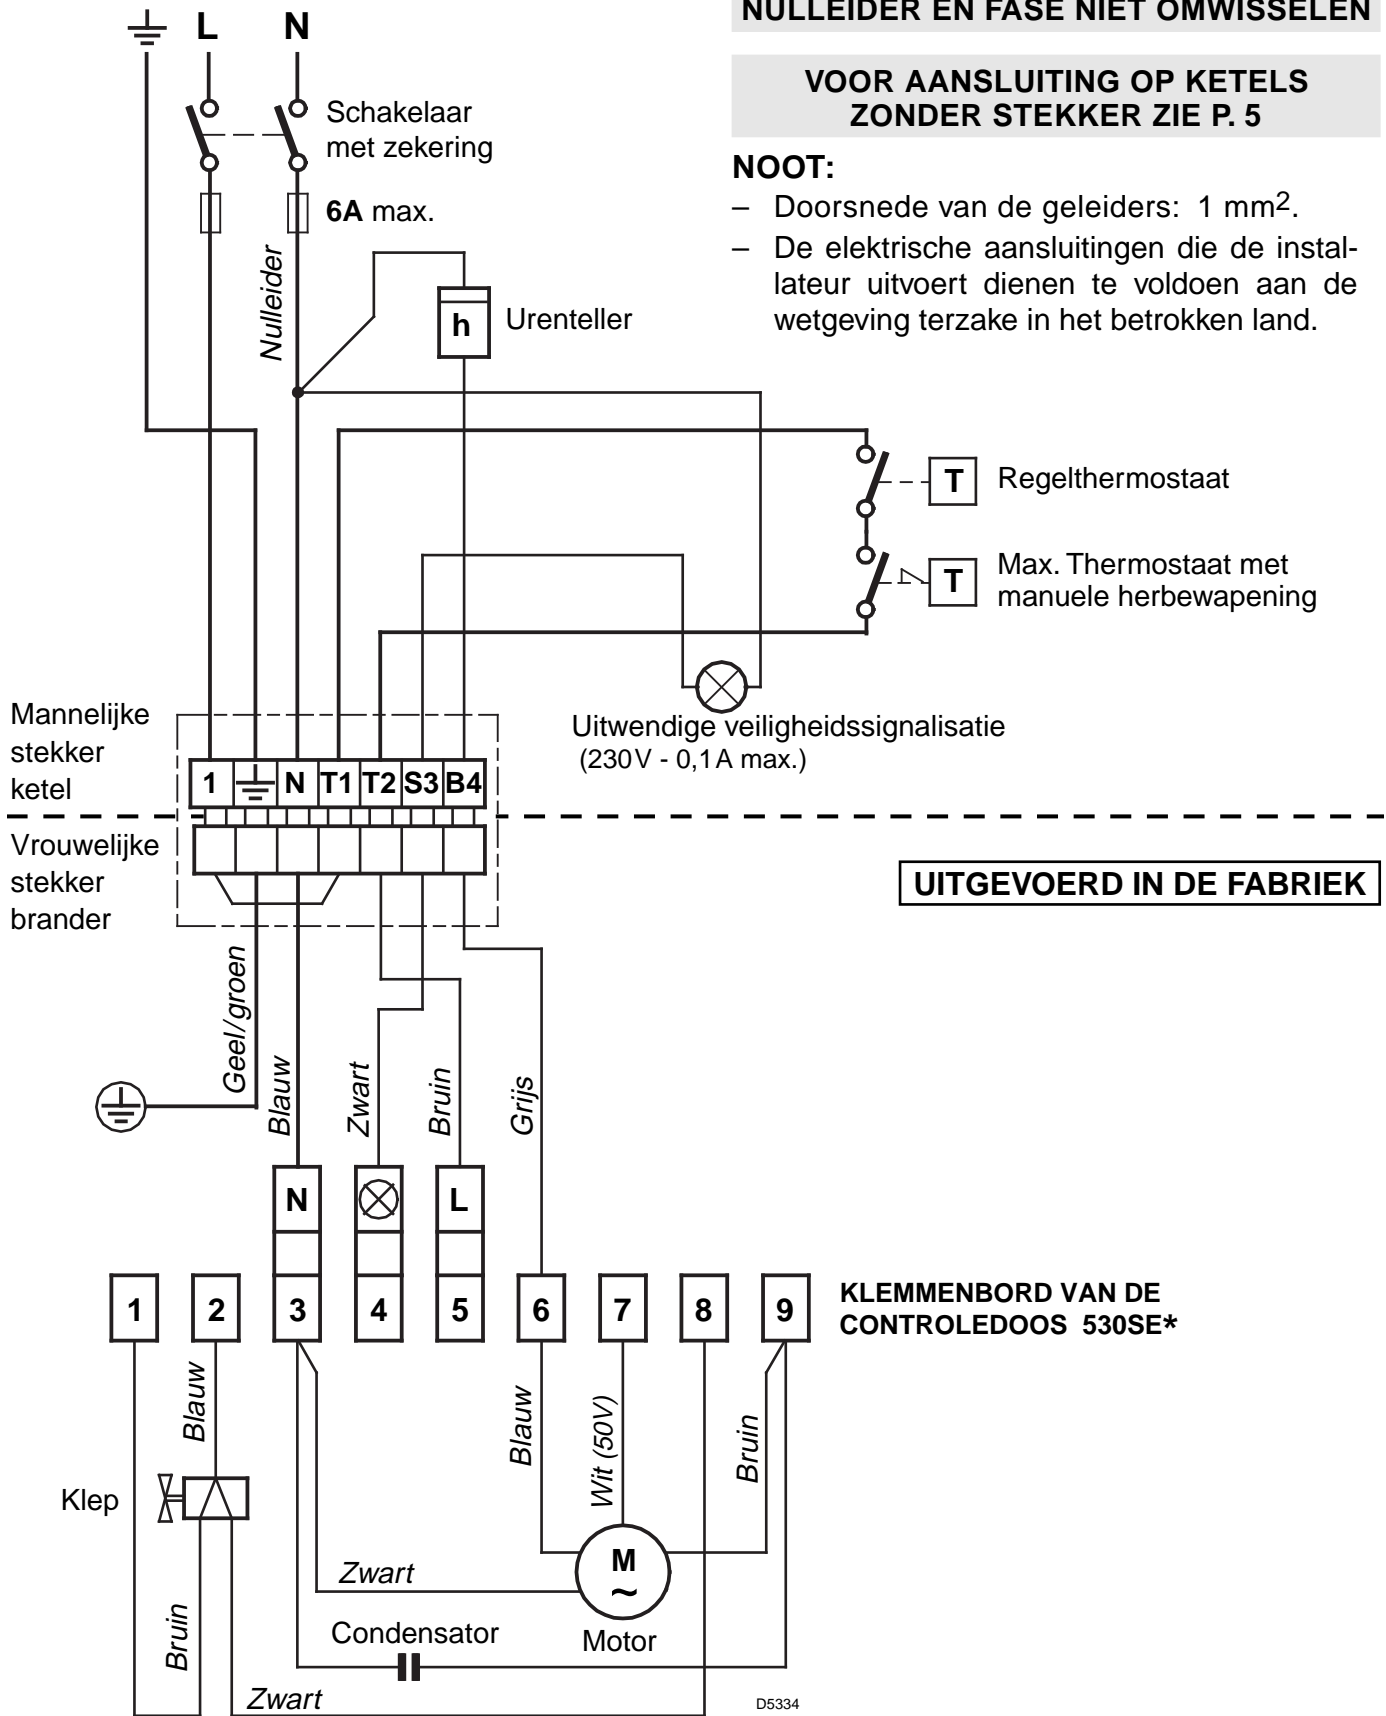 NULLEIDER EN FASE NIET OMWISSELEN
L N
VOOR AANSLUITING OP KETELS
ZONDER STEKKER ZIE P. 5
Schakelaar
met zekering
NOOT:
6A max.
– Doorsnede van de geleiders: 1 mm².
– De elektrische aansluitingen die de instal-
lateur uitvoert dienen te voldoen aan de
wetgeving terzake in het betrokken land.
Nulleider
h
Urenteller
T
Regelthermostaat
T
Max. Thermostaat met
manuele herbewapening
Uitwendige veiligheidssignalisatie
(230V - 0,1A max.)
Mannelijke
stekker
ketel
1 N T1 T2 S3 B4
Vrouwelijke
stekker
brander
UITGEVOERD IN DE FABRIEK
Geel/groen
Blauw
Zwart
Bruin
Grijs
N L
1 2 3 4 5 6 7 8 9
KLEMMENBORD VAN DE
CONTROLEDOOS 530SE*
Blauw
Blauw
Wit (50V)
Bruin
Klep
M
~
Motor
Zwart
Condensator
Bruin
Zwart
D5334